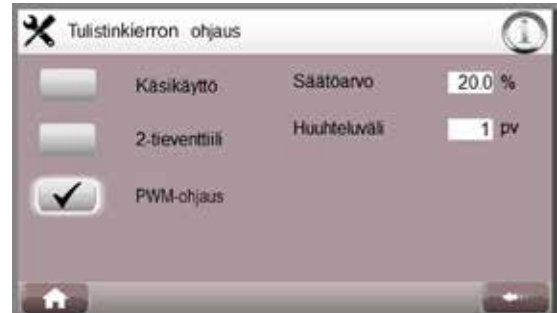 Tulistinkierron ohjaus
Käsikäyttö Säätöarvo 20.0 %
2-tieventtiili Huuhteluväli 1 pv
PWM-ohjaus